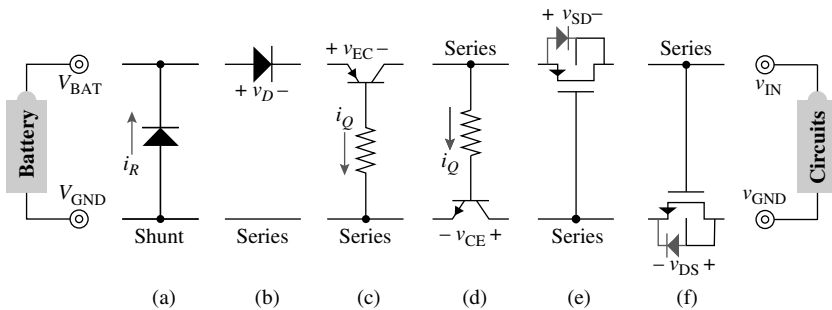 Battery
V_BAT
V_GND
i_R
Shunt
(a)
+ v_D –
Series
(b)
+ v_EC –
i_Q
Series
(c)
Series
i_Q
– v_CE +
(d)
+ v_SD –
Series
(e)
Series
– v_DS +
(f)
v_IN
v_GND
Circuits